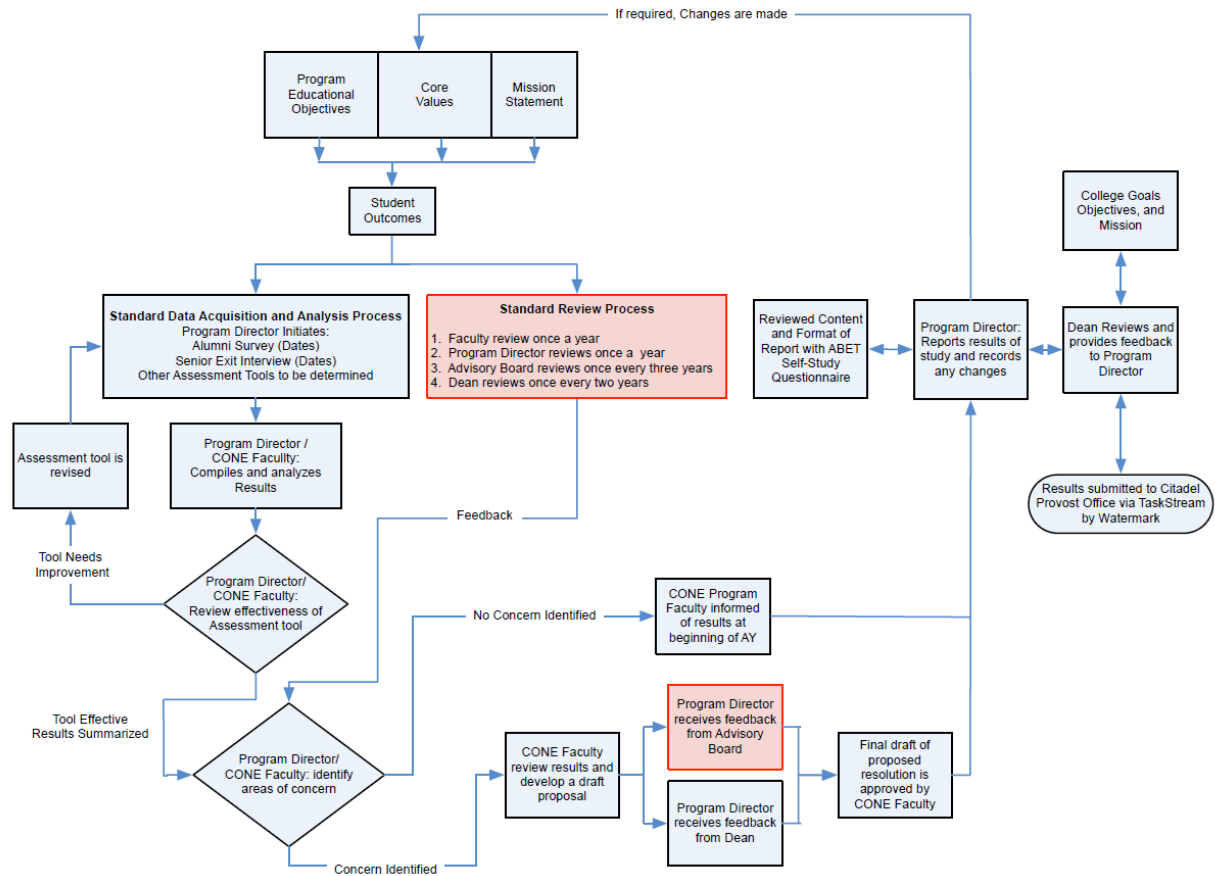 If required, Changes are made
Program
Educational
Objectives
Core
Values
Mission
Statement
Student
Outcomes
College Goals
Objectives, and
Mission
Standard Data Acquisition and Analysis Process
Program Director Initiates:
Alumni Survey (Dates)
Senior Exit Interview (Dates)
Other Assessment Tools to be determined
Standard Review Process
1. Faculty review once a year
2. Program Director reviews once a year
3. Advisory Board reviews once every three years
4. Dean reviews once every two years
Reviewed Content
and Format of
Report with ABET
Self-Study
Questionnaire
Program Director:
Reports results of
study and records
any changes
Dean Reviews and
provides feedback
to Program
Director
Assessment tool is
revised
Program Director /
CONE Facullty:
Compiles and analyzes
Results
Results submitted to Citadel
Provost Office via TaskStream
by Watermark
Feedback
Tool Needs
Improvement
Program Director/
CONE Faculty:
Review effectiveness of
Assessment tool
No Concern Identified
CONE Program
Faculty informed
of results at
beginning of AY
Tool Effective
Results Summarized
Program Director/
CONE Faculty: identify
areas of concern
CONE Faculty
review results and
develop a draft
proposal
Program Director
receives feedback
from Advisory
Board
Program Director
receives feedback
from Dean
Final draft of
proposed
resolution is
approved by
CONE Faculty
Concern Identified